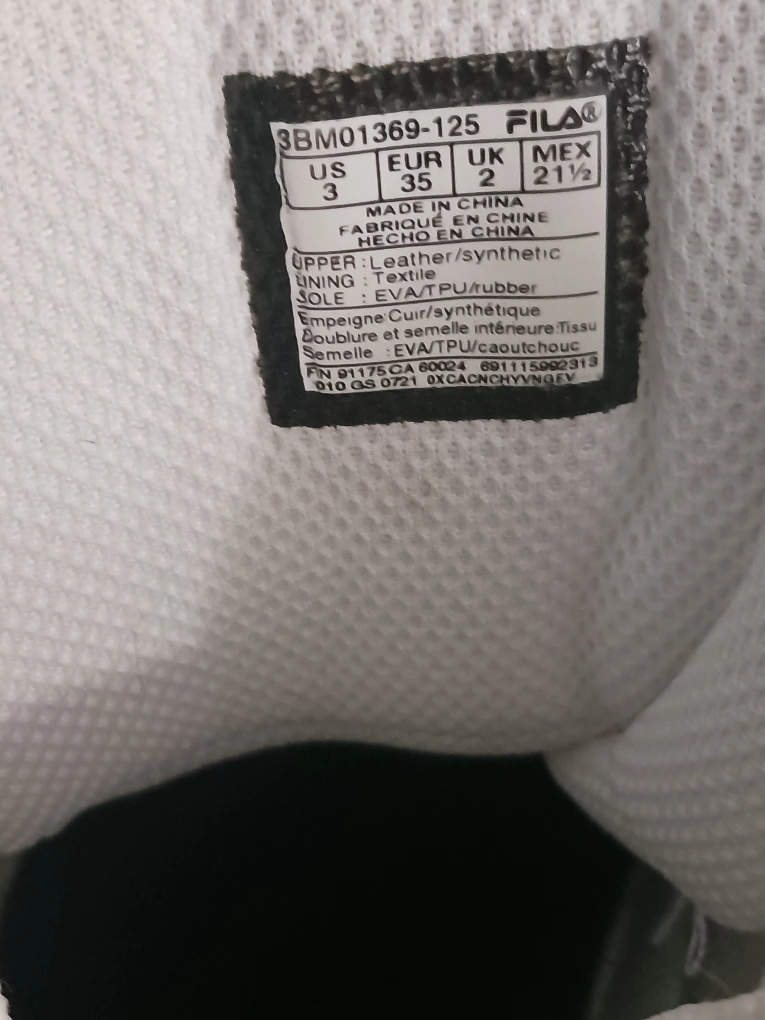 3BM01369-125 FILA®
US EUR UK MEX
3 35 2 21½
MADE IN CHINA
FABRIQUÉ EN CHINE
HECHO EN CHINA
UPPER : Leather/synthetic
LINING : Textile
SOLE : EVA/TPU/rubber
Empeigne:Cuir/synthétique
Doublure et semelle intérieure:Tissu
Semelle :EVA/TPU/caoutchouc
F/N 91175 CA 60024 691115992313
010 GS 0721 0XCACNCHYVNGFV